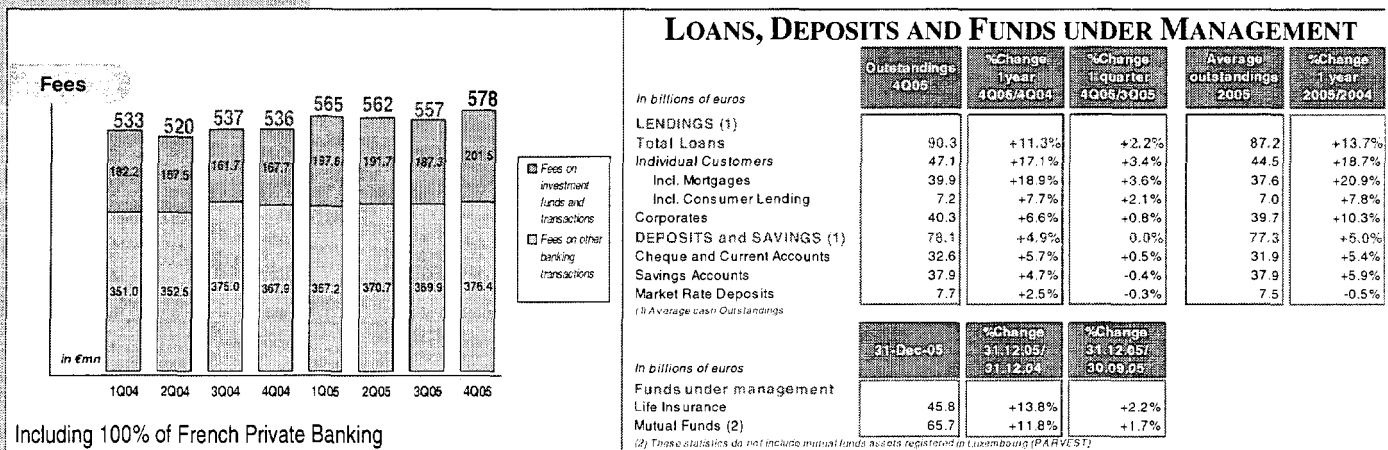 Fees
533 520 537 536 565 562 557 578
182.2 167.5 161.7 167.7 197.6 191.7 187.3 201.5
351.0 352.5 375.0 367.9 367.2 370.7 369.9 376.4
in €mn
1Q04 2Q04 3Q04 4Q04 1Q05 2Q05 3Q05 4Q05
Fees on investment funds and transactions
Fees on other banking transactions
Including 100% of French Private Banking
LOANS, DEPOSITS AND FUNDS UNDER MANAGEMENT
In billions of euros
Outstandings 4Q05
%Change 1 year 4Q05/4Q04
%Change 1 quarter 4Q05/3Q05
Average outstandings 2005
%Change 1 year 2005/2004
LENDINGS (1)
Total Loans 90.3 +11.3% +2.2% 87.2 +13.7%
Individual Customers 47.1 +17.1% +3.4% 44.5 +18.7%
Incl. Mortgages 39.9 +18.9% +3.6% 37.6 +20.9%
Incl. Consumer Lending 7.2 +7.7% +2.1% 7.0 +7.8%
Corporates 40.3 +6.6% +0.8% 39.7 +10.3%
DEPOSITS and SAVINGS (1) 78.1 +4.9% 0.0% 77.3 +5.0%
Cheque and Current Accounts 32.6 +5.7% +0.5% 31.9 +5.4%
Savings Accounts 37.9 +4.7% -0.4% 37.9 +5.9%
Market Rate Deposits 7.7 +2.5% -0.3% 7.5 -0.5%
(1) Average cash Outstandings
In billions of euros
31-Dec-05
%Change 31.12.05/ 31.12.04
%Change 31.12.05/ 30.09.05
Funds under management
Life Insurance 45.8 +13.8% +2.2%
Mutual Funds (2) 65.7 +11.8% +1.7%
(2) These statistics do not include mutual funds assets registered in Luxembourg (PARVEST)